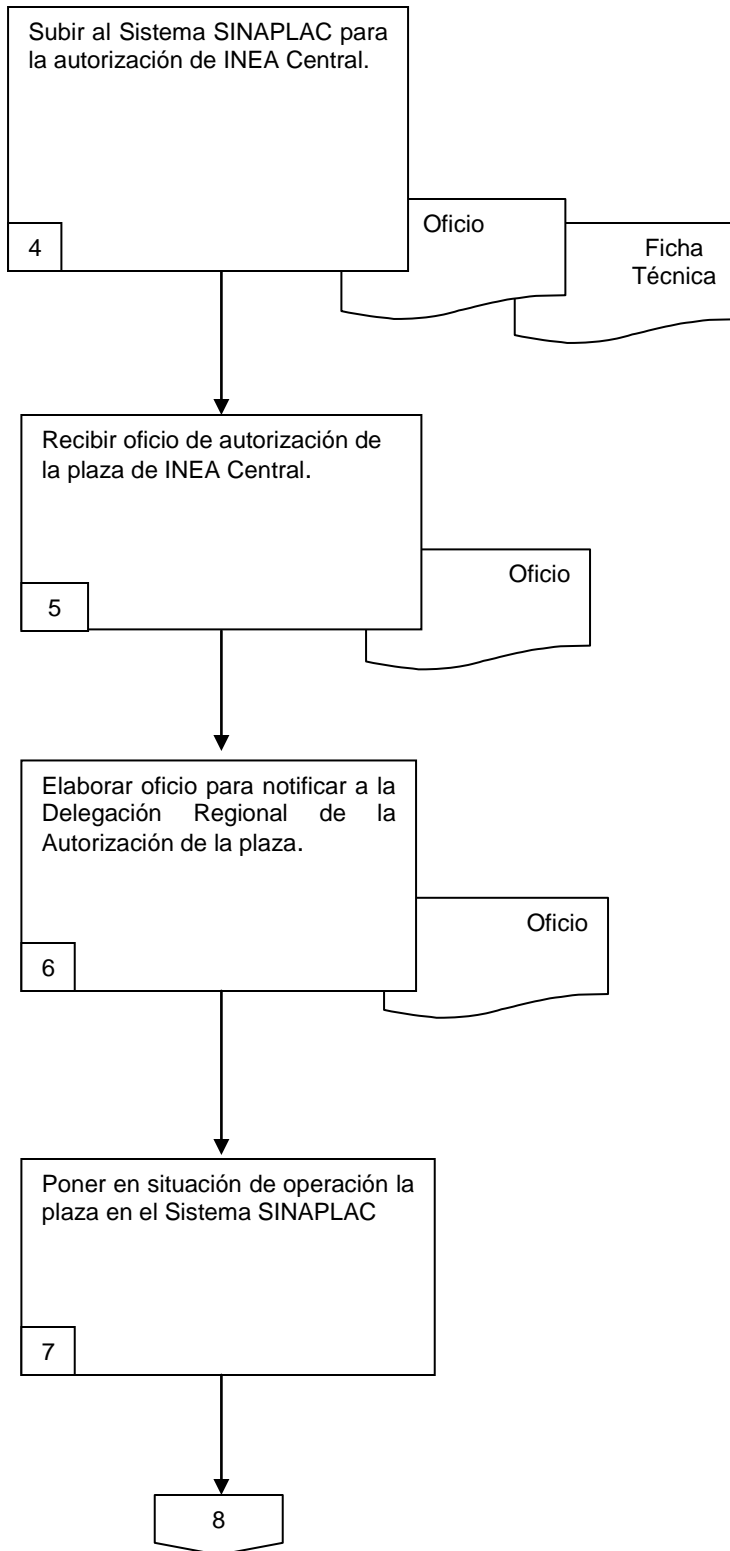 Subir al Sistema SINAPLAC para
la autorización de INEA Central.
4
Oficio
Ficha
Técnica
Recibir oficio de autorización de
la plaza de INEA Central.
5
Oficio
Elaborar oficio para notificar a la
Delegación Regional de la
Autorización de la plaza.
6
Oficio
Poner en situación de operación la
plaza en el Sistema SINAPLAC
7
8